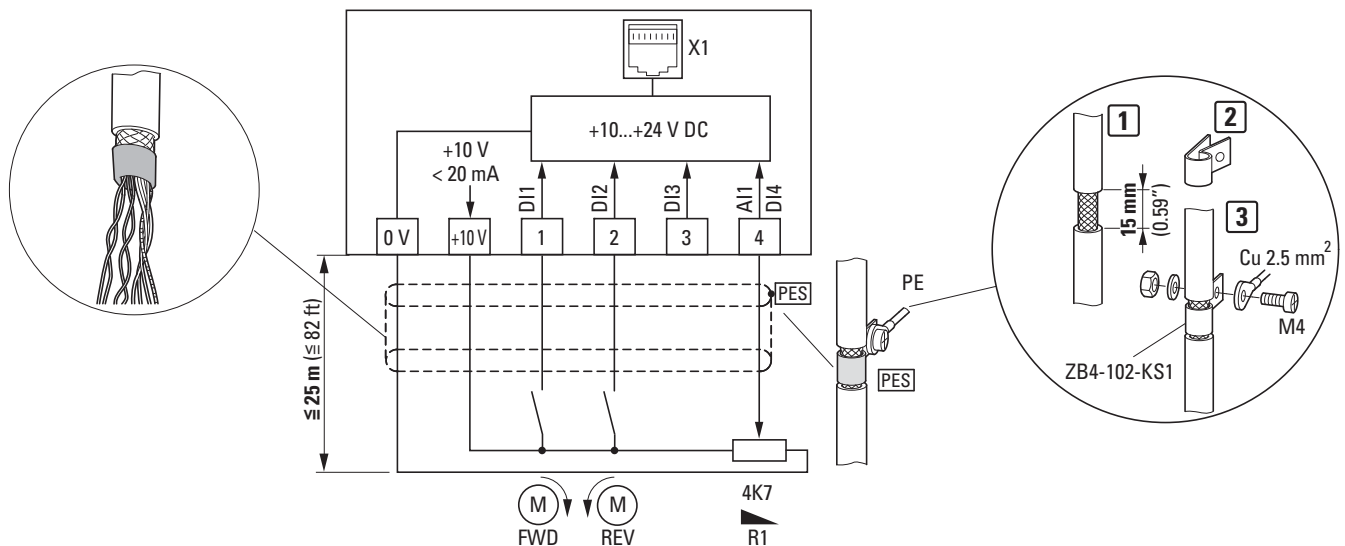 X1
+10...+24 V DC
+10 V
< 20 mA
DI1
DI2
DI3
AI1
DI4
0 V
+10 V
1
2
3
4
≦ 25 m (≦ 82 ft)
PES
PE
PES
M
M
FWD
REV
4K7
R1
1
2
15 mm
(0.59″)
3
Cu 2.5 mm²
M4
ZB4-102-KS1